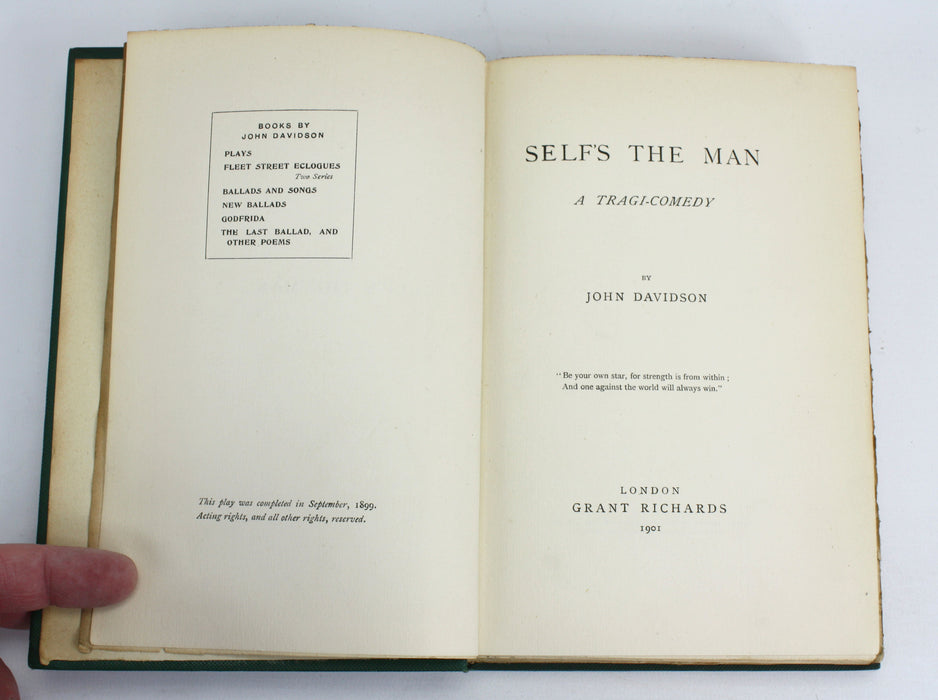 BOOKS BY
JOHN DAVIDSON
PLAYS
FLEET STREET ECLOGUES
Two Series
BALLADS AND SONGS
NEW BALLADS
GODFRIDA
THE LAST BALLAD, AND
OTHER POEMS
This play was completed in September, 1899.
Acting rights, and all other rights, reserved.
SELF'S THE MAN
A TRAGI-COMEDY
BY
JOHN DAVIDSON
"Be your own star, for strength is from within;
And one against the world will always win."
LONDON
GRANT RICHARDS
1901